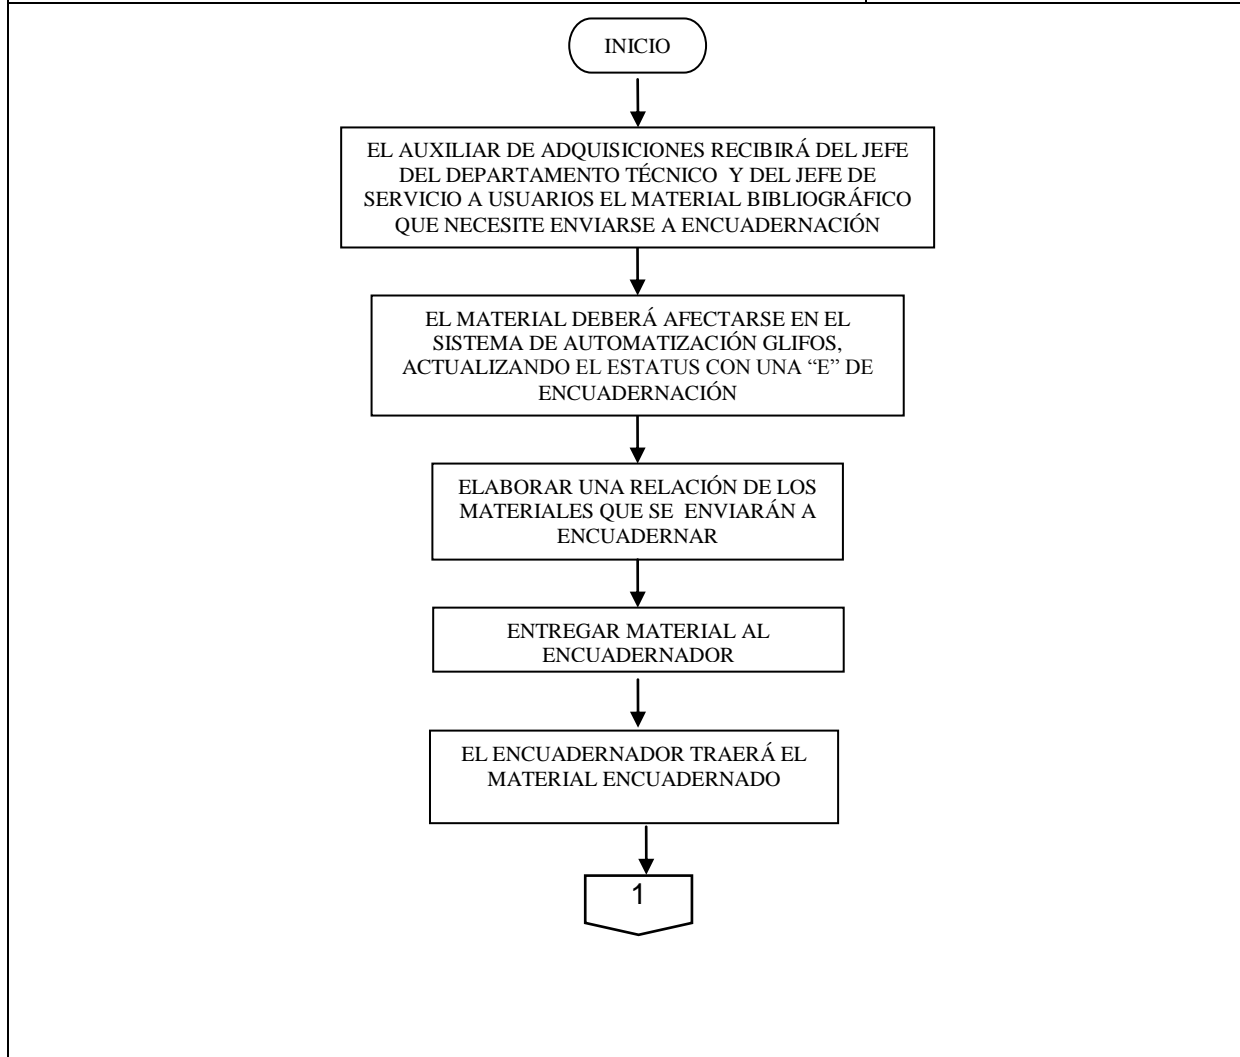 INICIO
EL AUXILIAR DE ADQUISICIONES RECIBIRÁ DEL JEFE
DEL DEPARTAMENTO TÉCNICO Y DEL JEFE DE
SERVICIO A USUARIOS EL MATERIAL BIBLIOGRÁFICO
QUE NECESITE ENVIARSE A ENCUADERNACIÓN
EL MATERIAL DEBERÁ AFECTARSE EN EL
SISTEMA DE AUTOMATIZACIÓN GLIFOS,
ACTUALIZANDO EL ESTATUS CON UNA “E” DE
ENCUADERNACIÓN
ELABORAR UNA RELACIÓN DE LOS
MATERIALES QUE SE ENVIARÁN A
ENCUADERNAR
ENTREGAR MATERIAL AL
ENCUADERNADOR
EL ENCUADERNADOR TRAERÁ EL
MATERIAL ENCUADERNADO
1